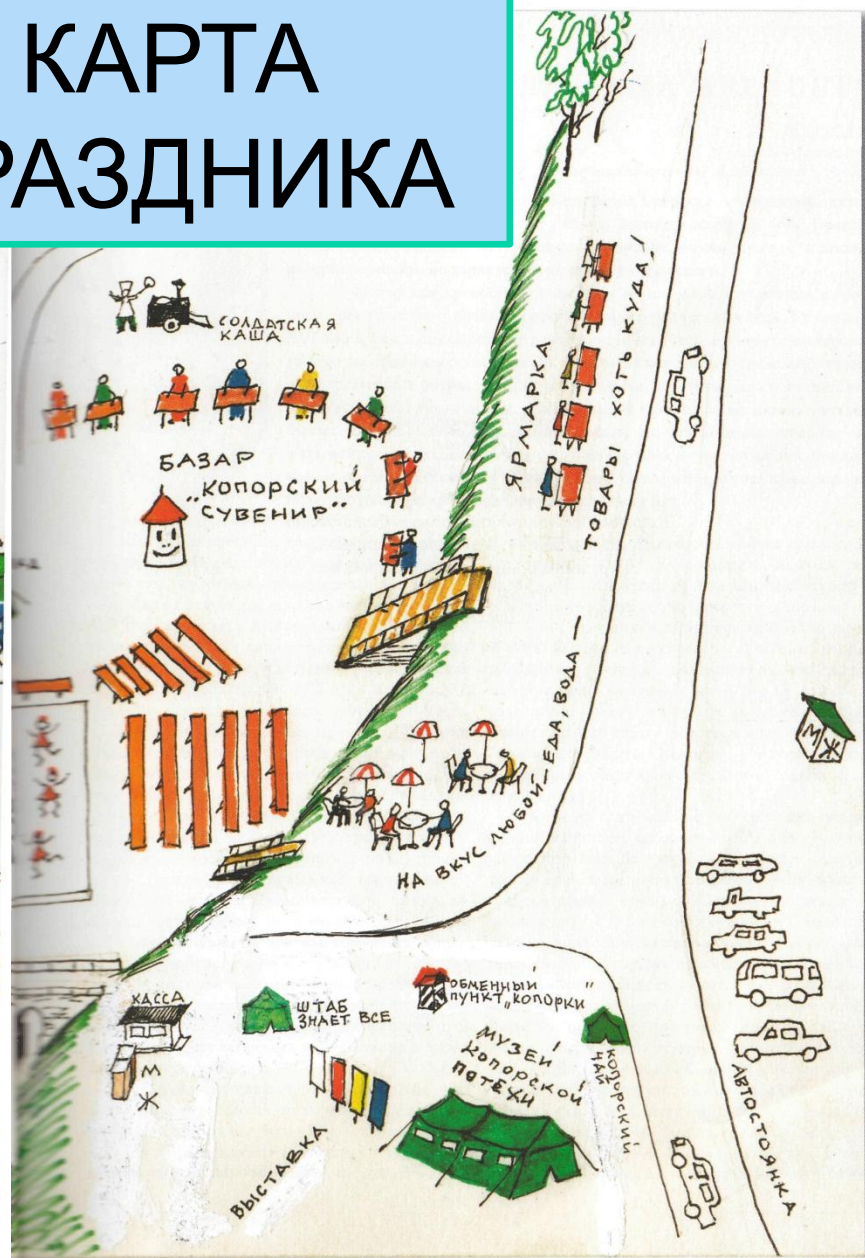 КАРТА
РАЗДНИКА
СОЛДАТСКАЯ
КАША
БАЗАР
„КОПОРСКИЙ
СУВЕНИР"
ЯРМАРКА
ТОВАРЫ ХОТЬ КУДА!
НА ВКУС ЛЮБОЙ — ЕДА, ВОДА —
М
Ж
КАССА
М
Ж
ШТАБ
ЗНАЕТ ВСЕ
ОБМЕННЫЙ
ПУНКТ „КОПОРКИ"
МУЗЕЙ
КОПОРСКОЙ
ПОТЕХИ
КОПОРСКИЙ
ЧАЙ
ВЫСТАВКА
АВТОСТОЯНКА